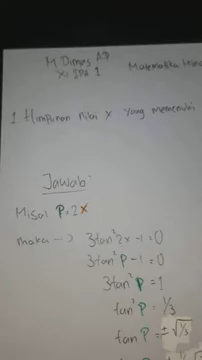 M Dimas AP
XI IPA 1
Matematika
1 Himpunan nilai x yang memenuhi
Jawab:
Misal P = 2x
maka → 3tan²2x - 1 = 0
3tan²P - 1 = 0
3tan²P = 1
tan²P = 1/3
tan P = ±√1/3